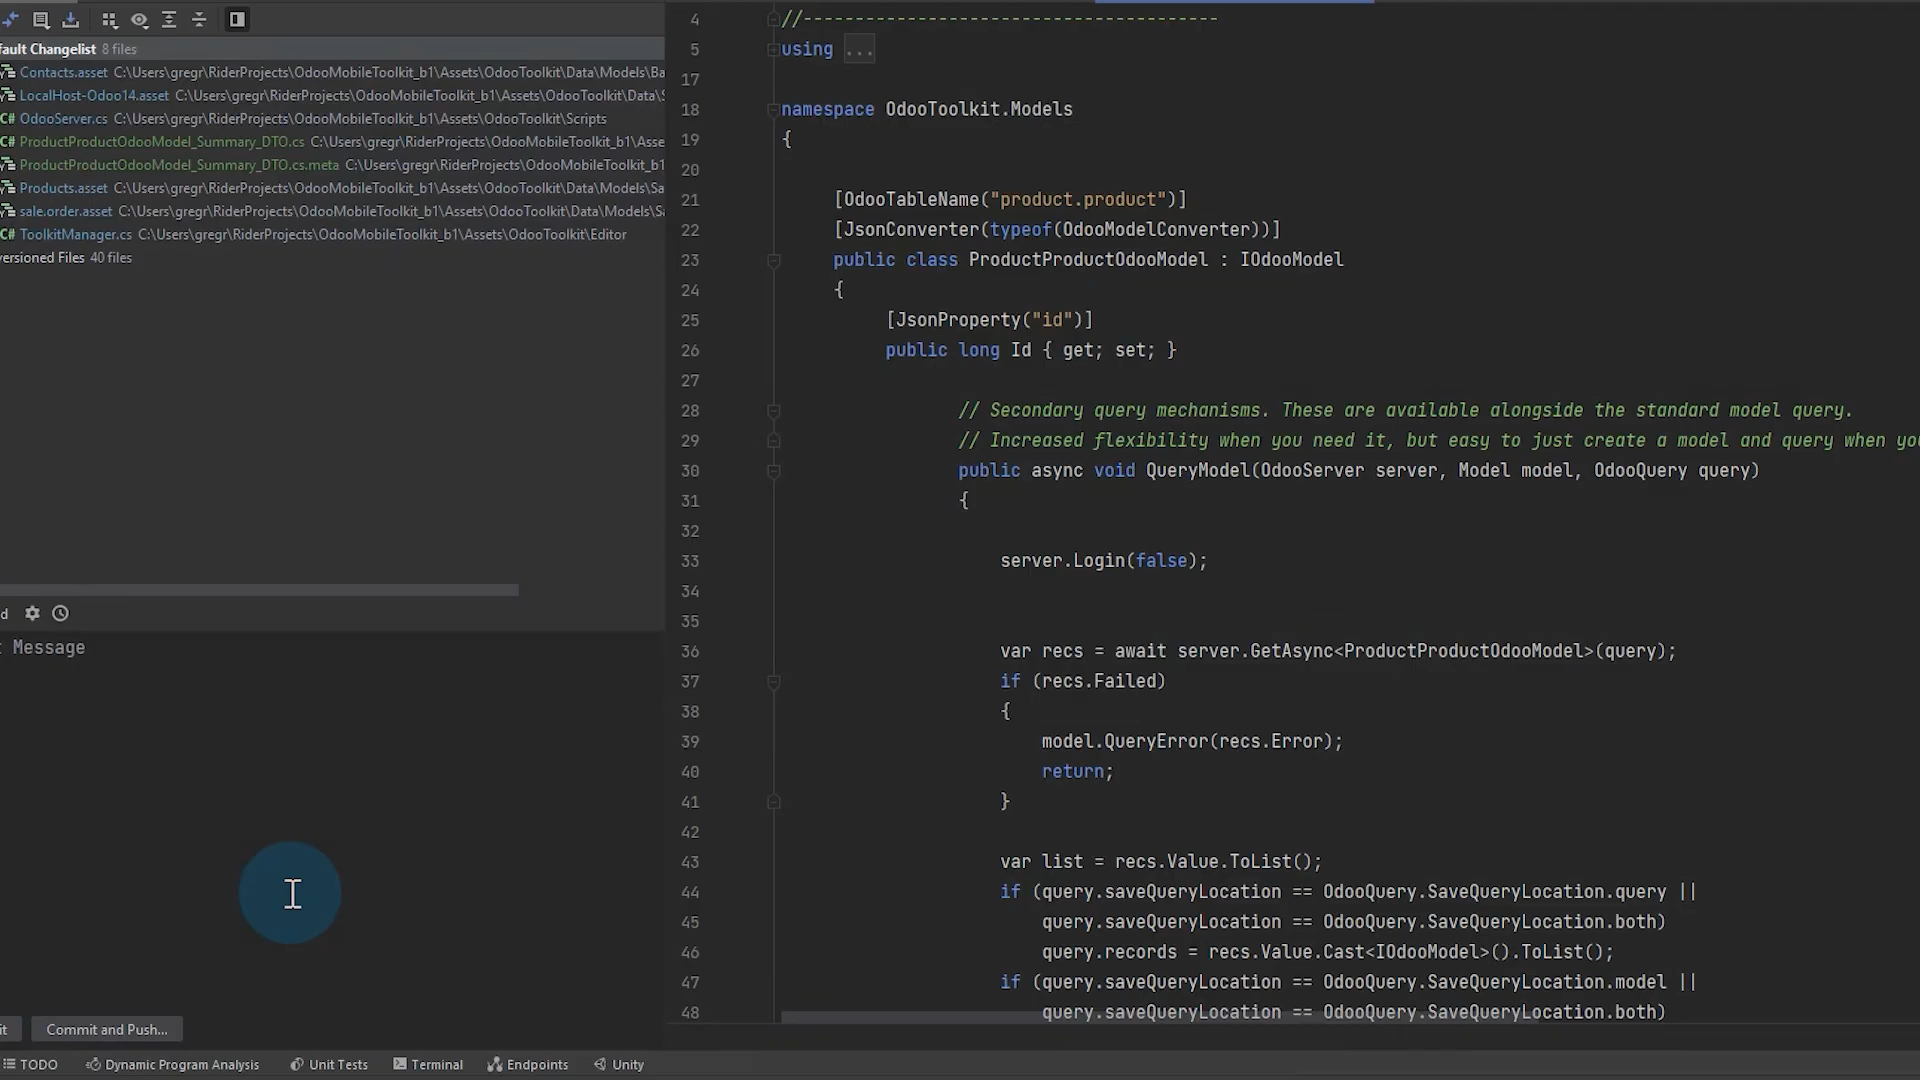 fault Changelist 8 files
Contacts.asset C:\Users\gregr\RiderProjects\OdooMobileToolkit_b1\Assets\OdooToolkit\Data\Models\Ba
LocalHost-Odoo14.asset C:\Users\gregr\RiderProjects\OdooMobileToolkit_b1\Assets\OdooToolkit\Data\S
C# OdooServer.cs C:\Users\gregr\RiderProjects\OdooMobileToolkit_b1\Assets\OdooToolkit\Scripts
C# ProductProductOdooModel_Summary_DTO.cs C:\Users\gregr\RiderProjects\OdooMobileToolkit_b1\Asse
ProductProductOdooModel_Summary_DTO.cs.meta C:\Users\gregr\RiderProjects\OdooMobileToolkit_b1
Products.asset C:\Users\gregr\RiderProjects\OdooMobileToolkit_b1\Assets\OdooToolkit\Data\Models\Sa
sale.order.asset C:\Users\gregr\RiderProjects\OdooMobileToolkit_b1\Assets\OdooToolkit\Data\Models\Sa
C# ToolkitManager.cs C:\Users\gregr\RiderProjects\OdooMobileToolkit_b1\Assets\OdooToolkit\Editor
versioned Files 40 files
d
t Message
it Commit and Push...
4 //----------------------------------------
5 using ...
17
18 namespace OdooToolkit.Models
19 {
20
21 [OdooTableName("product.product")]
22 [JsonConverter(typeof(OdooModelConverter))]
23 public class ProductProductOdooModel : IOdooModel
24 {
25 [JsonProperty("id")]
26 public long Id { get; set; }
27
28 // Secondary query mechanisms. These are available alongside the standard model query.
29 // Increased flexibility when you need it, but easy to just create a model and query when yo
30 public async void QueryModel(OdooServer server, Model model, OdooQuery query)
31 {
32
33 server.Login(false);
34
35
36 var recs = await server.GetAsync<ProductProductOdooModel>(query);
37 if (recs.Failed)
38 {
39 model.QueryError(recs.Error);
40 return;
41 }
42
43 var list = recs.Value.ToList();
44 if (query.saveQueryLocation == OdooQuery.SaveQueryLocation.query ||
45 query.saveQueryLocation == OdooQuery.SaveQueryLocation.both)
46 query.records = recs.Value.Cast<IOdooModel>().ToList();
47 if (query.saveQueryLocation == OdooQuery.SaveQueryLocation.model ||
48 query.saveQueryLocation == OdooQuery.SaveQueryLocation.both)
TODO Dynamic Program Analysis Unit Tests Terminal Endpoints Unity